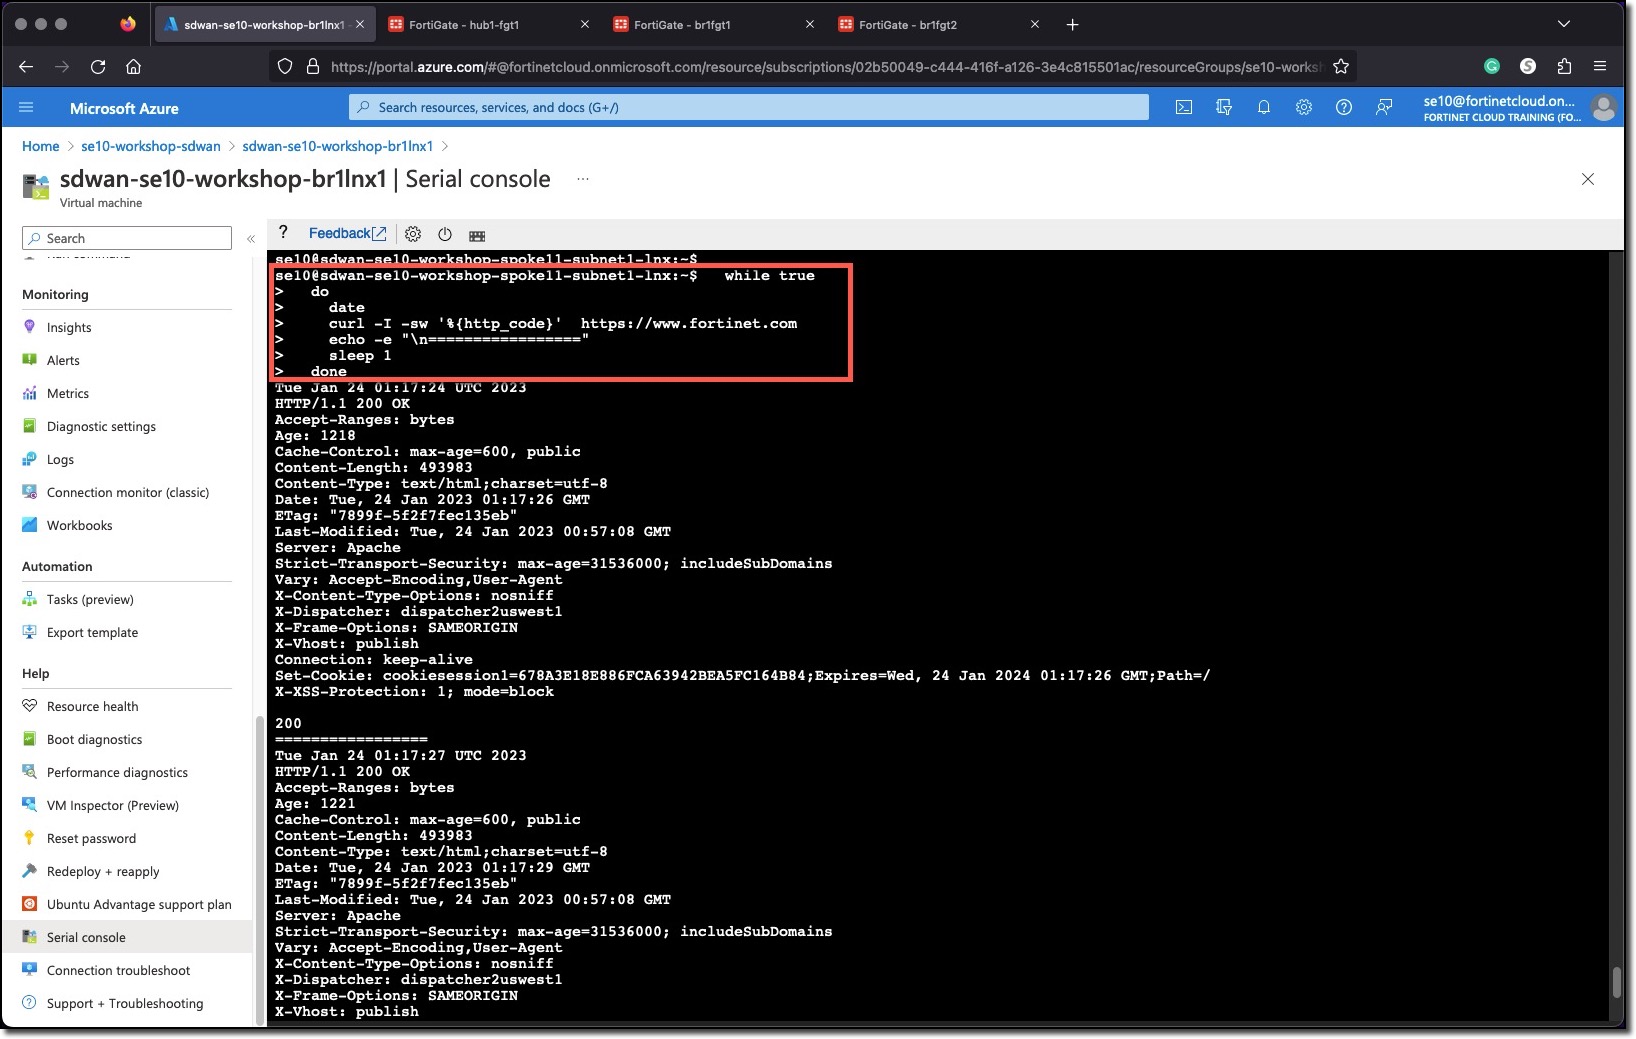 sdwan-se10-workshop-br1lnx1 -
FortiGate - hub1-fgt1
FortiGate - br1fgt1
FortiGate - br1fgt2
https://portal.azure.com/#@fortinetcloud.onmicrosoft.com/resource/subscriptions/02b50049-c444-416f-a126-3e4c815501ac/resourceGroups/se10-worksh
Microsoft Azure
Search resources, services, and docs (G+/)
se10@fortinetcloud.on...
FORTINET CLOUD TRAINING (FO...
Home > se10-workshop-sdwan > sdwan-se10-workshop-br1lnx1 >
sdwan-se10-workshop-br1lnx1 | Serial console ...
Virtual machine
Search
«
Run command
Monitoring
Insights
Alerts
Metrics
Diagnostic settings
Logs
Connection monitor (classic)
Workbooks
Automation
Tasks (preview)
Export template
Help
Resource health
Boot diagnostics
Performance diagnostics
VM Inspector (Preview)
Reset password
Redeploy + reapply
Ubuntu Advantage support plan
Serial console
Connection troubleshoot
Support + Troubleshooting
? Feedback
se10@sdwan-se10-workshop-spoke11-subnet1-lnx:~$
se10@sdwan-se10-workshop-spoke11-subnet1-lnx:~$   while true
>   do
>     date
>     curl -I -sw '%{http_code}'  https://www.fortinet.com
>     echo -e "\n================="
>     sleep 1
>   done
Tue Jan 24 01:17:24 UTC 2023
HTTP/1.1 200 OK
Accept-Ranges: bytes
Age: 1218
Cache-Control: max-age=600, public
Content-Length: 493983
Content-Type: text/html;charset=utf-8
Date: Tue, 24 Jan 2023 01:17:26 GMT
ETag: "7899f-5f2f7fec135eb"
Last-Modified: Tue, 24 Jan 2023 00:57:08 GMT
Server: Apache
Strict-Transport-Security: max-age=31536000; includeSubDomains
Vary: Accept-Encoding,User-Agent
X-Content-Type-Options: nosniff
X-Dispatcher: dispatcher2uswest1
X-Frame-Options: SAMEORIGIN
X-Vhost: publish
Connection: keep-alive
Set-Cookie: cookiesession1=678A3E18E886FCA63942BEA5FC164B84;Expires=Wed, 24 Jan 2024 01:17:26 GMT;Path=/
X-XSS-Protection: 1; mode=block
200
=================
Tue Jan 24 01:17:27 UTC 2023
HTTP/1.1 200 OK
Accept-Ranges: bytes
Age: 1221
Cache-Control: max-age=600, public
Content-Length: 493983
Content-Type: text/html;charset=utf-8
Date: Tue, 24 Jan 2023 01:17:29 GMT
ETag: "7899f-5f2f7fec135eb"
Last-Modified: Tue, 24 Jan 2023 00:57:08 GMT
Server: Apache
Strict-Transport-Security: max-age=31536000; includeSubDomains
Vary: Accept-Encoding,User-Agent
X-Content-Type-Options: nosniff
X-Dispatcher: dispatcher2uswest1
X-Frame-Options: SAMEORIGIN
X-Vhost: publish